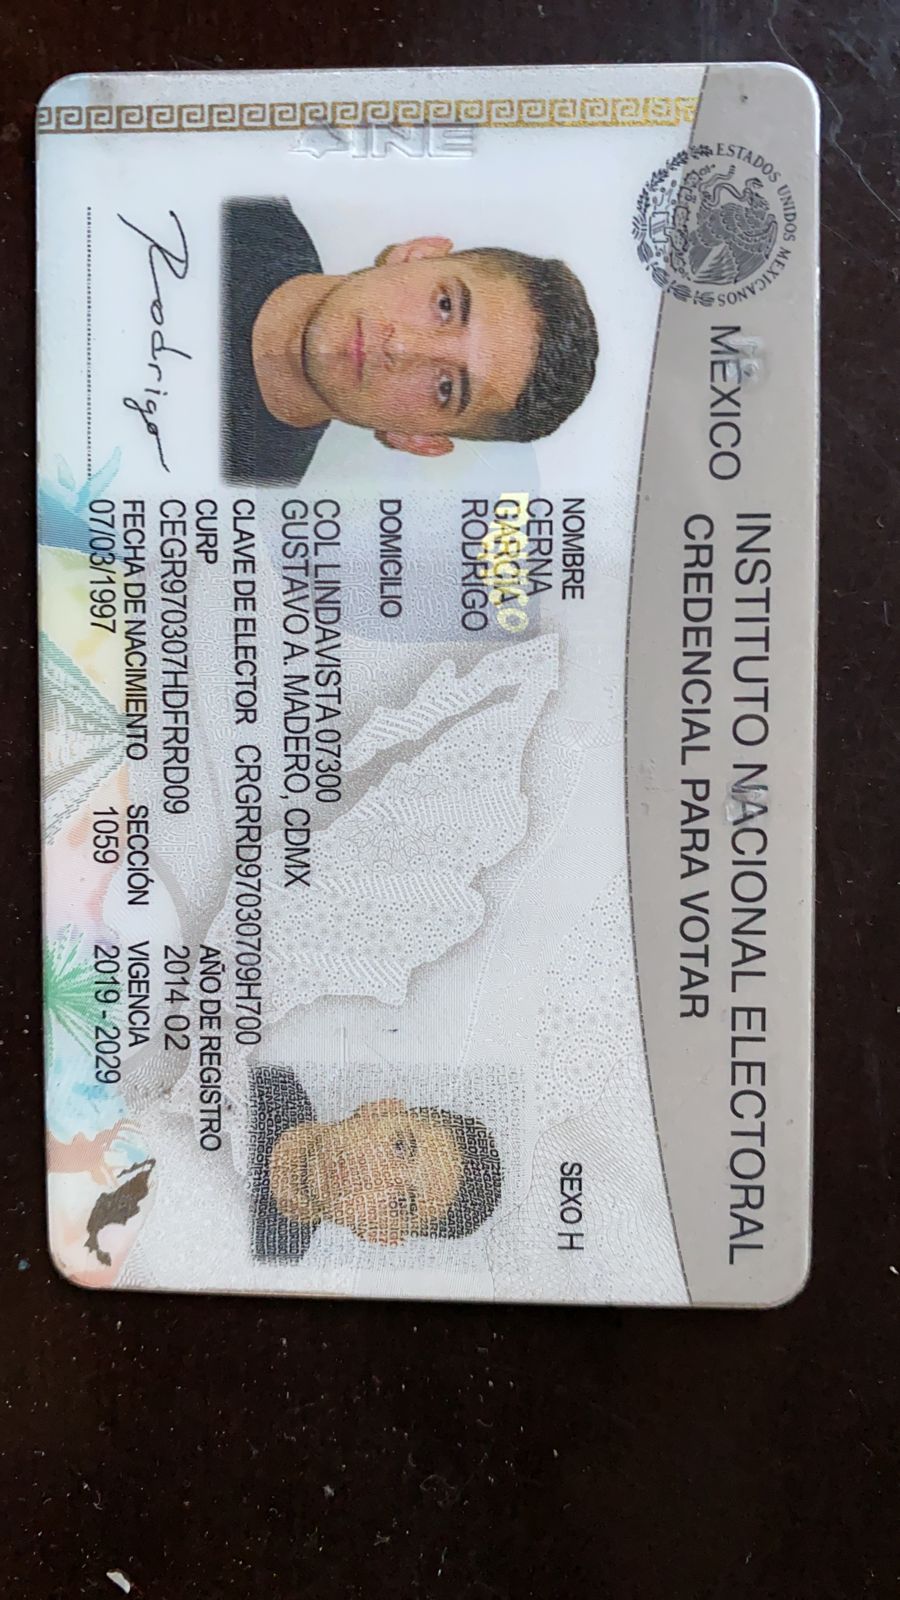 ESTADOS UNIDOS MEXICANOS
MÉXICO
INSTITUTO NACIONAL ELECTORAL
CREDENCIAL PARA VOTAR
INE
NOMBRE
CERNA
GARCIA
RODRIGO
SEXO H
DOMICILIO
COL LINDAVISTA 07300
GUSTAVO A. MADERO, CDMX
CLAVE DE ELECTOR CRGRRD97030709H700
CURP
CEGR970307HDFRRD09
AÑO DE REGISTRO
2014 02
FECHA DE NACIMIENTO
07/03/1997
SECCIÓN
1059
VIGENCIA
2019 - 2029
Rodrigo